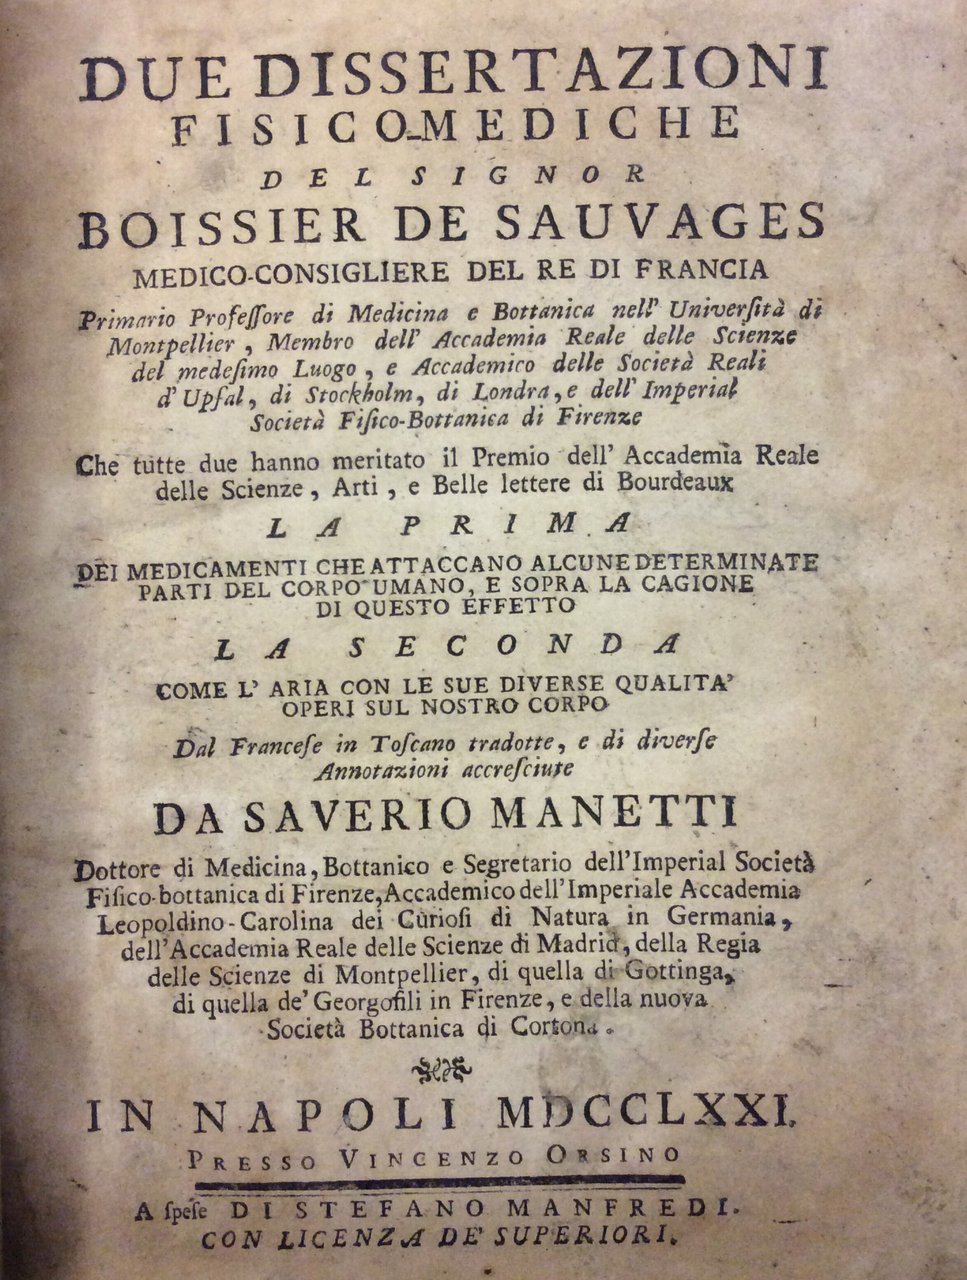 DUE DISSERTAZIONI
FISICO-MEDICHE
DEL SIGNOR
BOISSIER DE SAUVAGES
MEDICO-CONSIGLIERE DEL RE DI FRANCIA
Primario Profeſſore di Medicina e Bottanica nell' Univerſità di
Montpellier, Membro dell' Accademia Reale delle Scienze
del medeſimo Luogo, e Accademico delle Società Reali
d'Upſal, di Stockholm, di Londra, e dell' Imperial
Società Fiſico-Bottanica di Firenze
Che tutte due hanno meritato il Premio dell' Accademia Reale
delle Scienze, Arti, e Belle lettere di Bourdeaux
LA PRIMA
DEI MEDICAMENTI CHE ATTACCANO ALCUNE DETERMINATE
PARTI DEL CORPO UMANO, E SOPRA LA CAGIONE
DI QUESTO EFFETTO
LA SECONDA
COME L' ARIA CON LE SUE DIVERSE QUALITA'
OPERI SUL NOSTRO CORPO
Dal Franceſe in Toſcano tradotte, e di diverſe
Annotazioni accreſciute
DA SAVERIO MANETTI
Dottore di Medicina, Bottanico e Segretario dell'Imperial Società
Fiſico-bottanica di Firenze, Accademico dell'Imperiale Accademia
Leopoldino-Carolina dei Curioſi di Natura in Germania,
dell'Accademia Reale delle Scienze di Madrid, della Regia
delle Scienze di Montpellier, di quella di Gottinga,
di quella de' Georgofili in Firenze, e della nuova
Società Bottanica di Cortona.
IN NAPOLI MDCCLXXI.
PRESSO VINCENZO ORSINO
A ſpeſe DI STEFANO MANFREDI.
CON LICENZA DE' SUPERIORI.